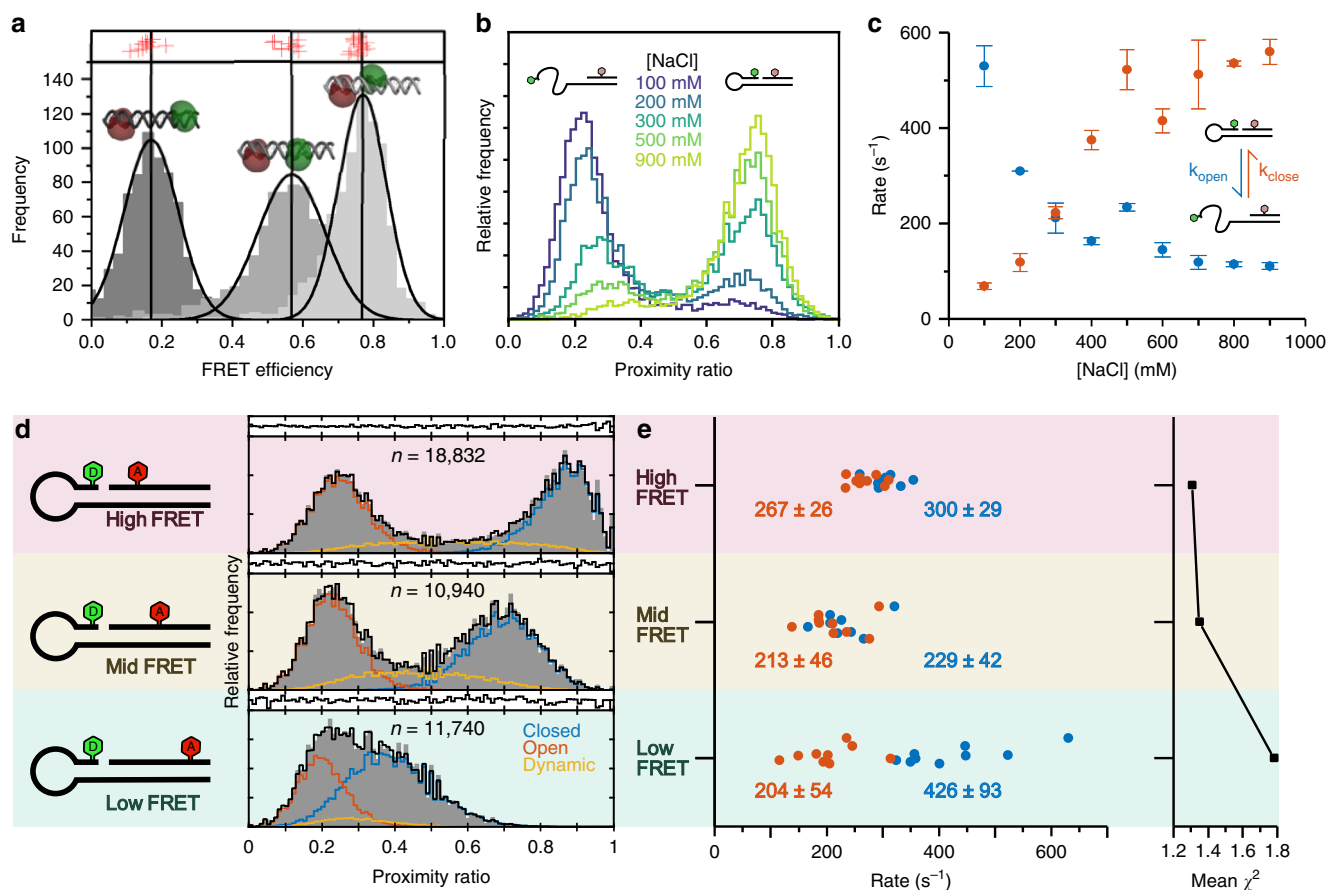 a
Frequency
140
120
100
80
60
40
20
0
0.0
0.2
0.4
0.6
0.8
1.0
FRET efficiency
b
Relative frequency
[NaCl]
100 mM
200 mM
300 mM
500 mM
900 mM
0.0
0.2
0.4
0.6
0.8
1.0
Proximity ratio
c
Rate (s⁻¹)
600
400
200
0
k_open
k_close
200
400
600
800
1000
[NaCl] (mM)
d
D
A
High FRET
n = 18,832
D
A
Mid FRET
n = 10,940
D
A
Low FRET
n = 11,740
Closed
Open
Dynamic
Relative frequency
0
0.2
0.4
0.6
0.8
1
Proximity ratio
e
High
FRET
267 ± 26
300 ± 29
Mid
FRET
213 ± 46
229 ± 42
Low
FRET
204 ± 54
426 ± 93
0
200
400
600
Rate (s⁻¹)
1.2
1.4
1.6
1.8
Mean χ²